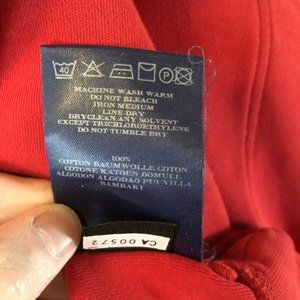 40
P
MACHINE WASH WARM
DO NOT BLEACH
IRON MEDIUM
LINE DRY
DRYCLEAN ANY SOLVENT
EXCEPT TRICHLOROETHYLENE
DO NOT TUMBLE DRY
100%
COTTON BAUMWOLLE COTON
COTONE KATOEN BOMULL
ALGODON ALGODAO PUUVILLA
BAMBAKI
CA 00572